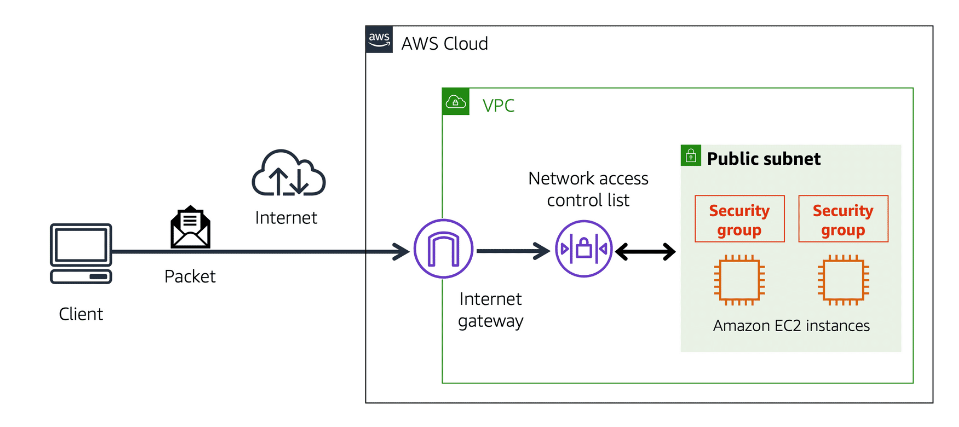 aws
AWS Cloud
VPC
Public subnet
Network access
control list
Security
group
Security
group
Internet
Packet
Client
Internet
gateway
Amazon EC2 instances